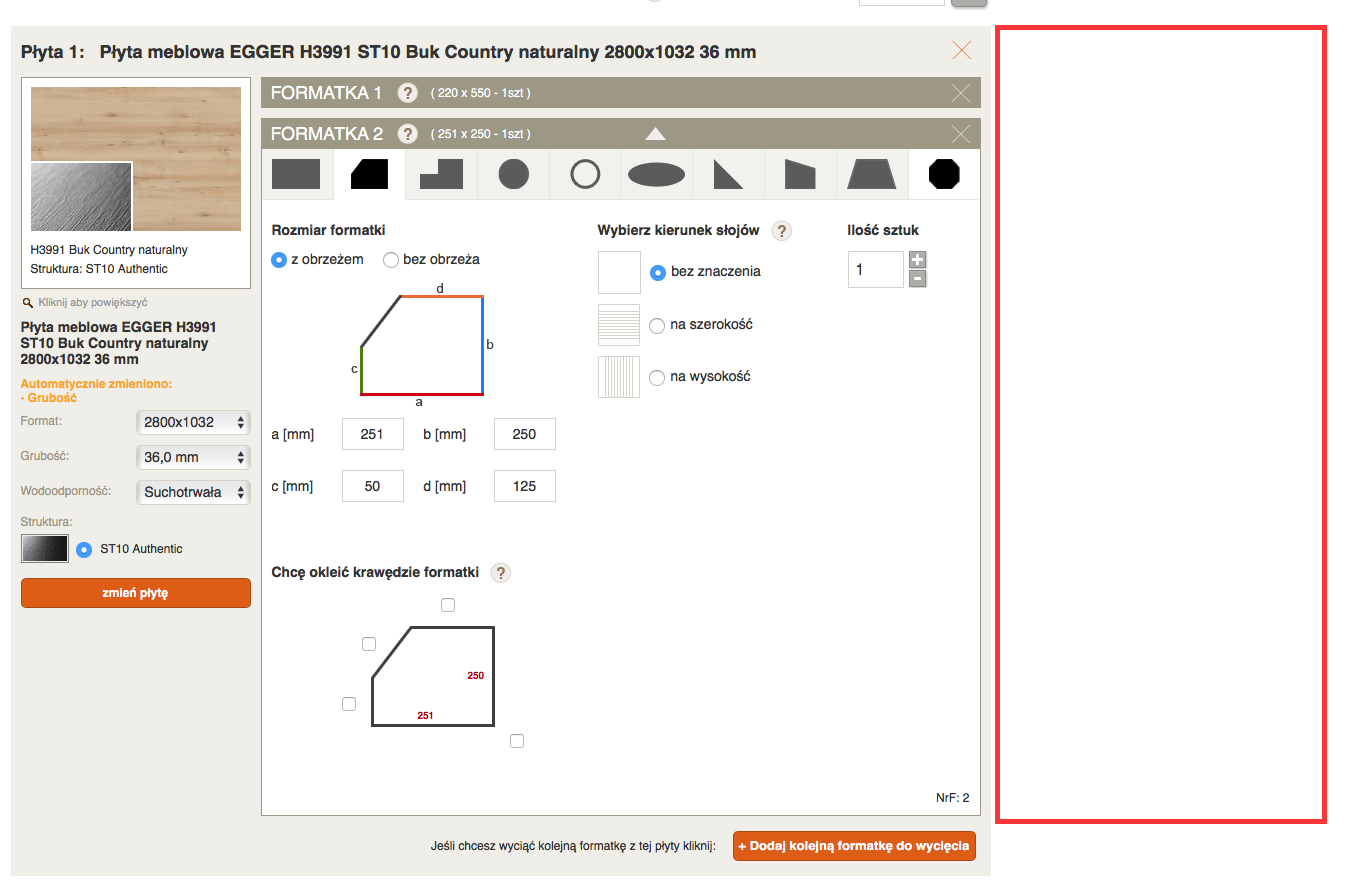 Płyta 1: Płyta meblowa EGGER H3991 ST10 Buk Country naturalny 2800x1032 36 mm
H3991 Buk Country naturalny
Struktura: ST10 Authentic
Kliknij aby powiększyć
Płyta meblowa EGGER H3991
ST10 Buk Country naturalny
2800x1032 36 mm
Automatycznie zmieniono:
- Grubość
Format: 2800x1032
Grubość: 36,0 mm
Wodoodporność: Suchotrwała
Struktura:
ST10 Authentic
zmień płytę
FORMATKA 1 ? ( 220 x 550 - 1szt )
FORMATKA 2 ? ( 251 x 250 - 1szt )
Rozmiar formatki
z obrzeżem bez obrzeża
d
b
c
a
a [mm] 251 b [mm] 250
c [mm] 50 d [mm] 125
Wybierz kierunek słojów ?
bez znaczenia
na szerokość
na wysokość
Ilość sztuk
1 + -
Chcę okleić krawędzie formatki ?
250
251
NrF: 2
Jeśli chcesz wyciąć kolejną formatkę z tej płyty kliknij: + Dodaj kolejną formatkę do wycięcia